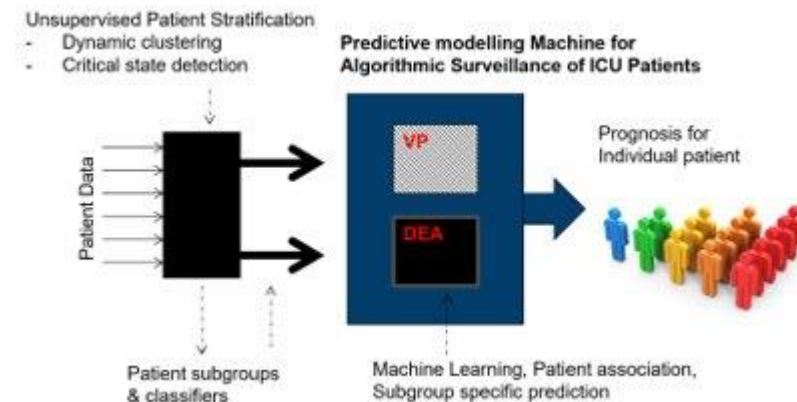 Unsupervised Patient Stratification
- Dynamic clustering
- Critical state detection
Predictive modelling Machine for
Algorithmic Surveillance of ICU Patients
Patient Data
VP
DEA
Prognosis for
Individual patient
Patient subgroups
& classifiers
Machine Learning, Patient association,
Subgroup specific prediction